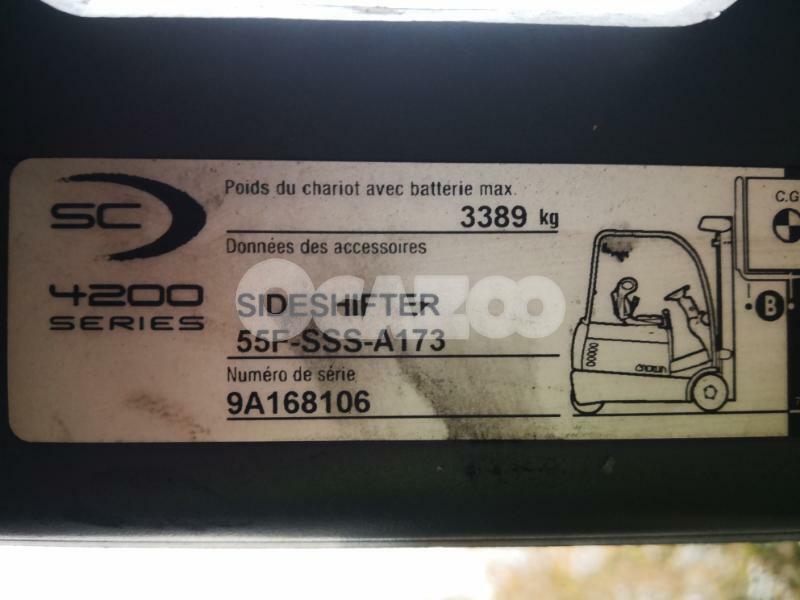 SC
4200
SERIES
Poids du chariot avec batterie max.
3389 kg
Données des accessoires
SIDESHIFTER
55F-SSS-A173
Numéro de série
9A168106
OCAZOO
C.G
B
CROWN